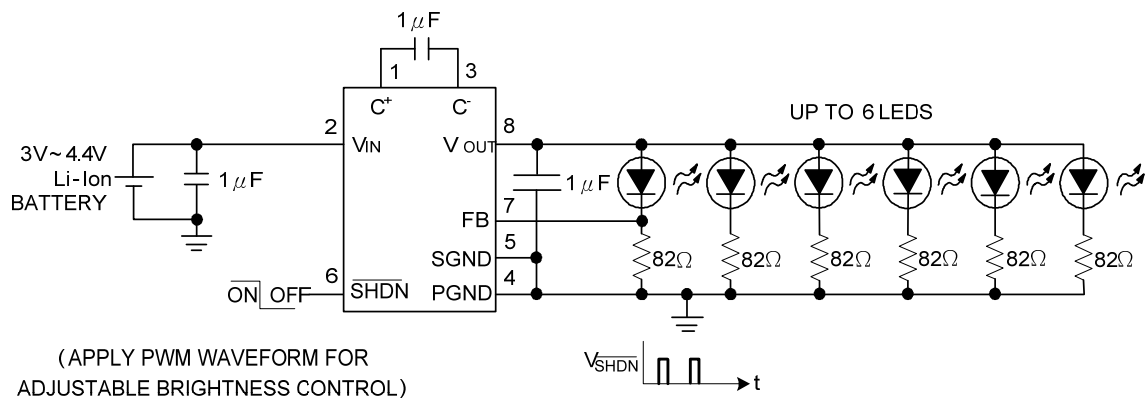 1μF
1
3
C+
C-
UP TO 6 LEDS
2
8
VIN
VOUT
3V~4.4V
Li-Ion
BATTERY
1μF
1μF
7
FB
5
SGND
82Ω
82Ω
82Ω
82Ω
82Ω
82Ω
6
4
ON OFF
SHDN
PGND
(APPLY PWM WAVEFORM FOR
ADJUSTABLE BRIGHTNESS CONTROL)
VSHDN
t